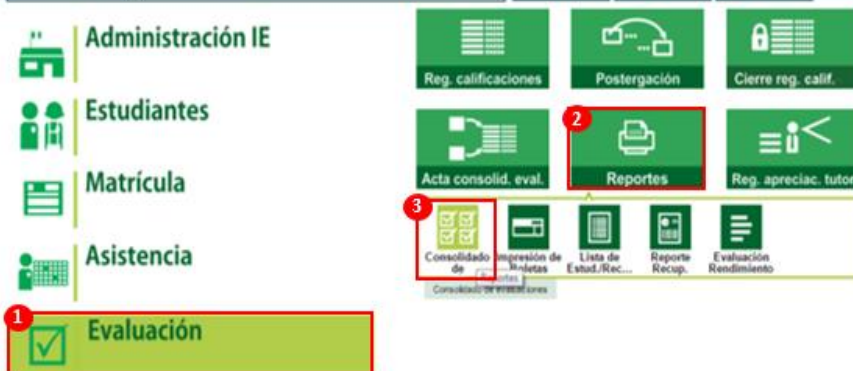 Administración IE
Estudiantes
Matrícula
Asistencia
1
Evaluación
Reg. calificaciones
Postergación
Cierre reg. calif.
2
Acta consolid. eval.
Reportes
Reg. apreciac. tutor
3
Consolidado de
Impresión de Boletas
Lista de Estud./Rec...
Reporte Recup.
Evaluación Rendimiento
Reportes
Consolidado de evaluaciones